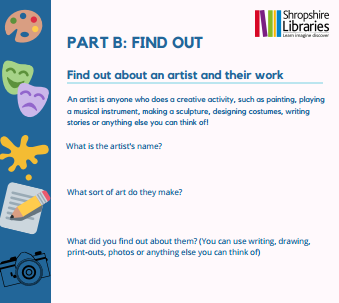 Shropshire
Libraries
Learn imagine discover
PART B: FIND OUT
Find out about an artist and their work
An artist is anyone who does a creative activity, such as painting, playing
a musical instrument, making a sculpture, designing costumes, writing
stories or anything else you can think of!
What is the artist's name?
What sort of art do they make?
What did you find out about them? (You can use writing, drawing,
print-outs, photos or anything else you can think of)